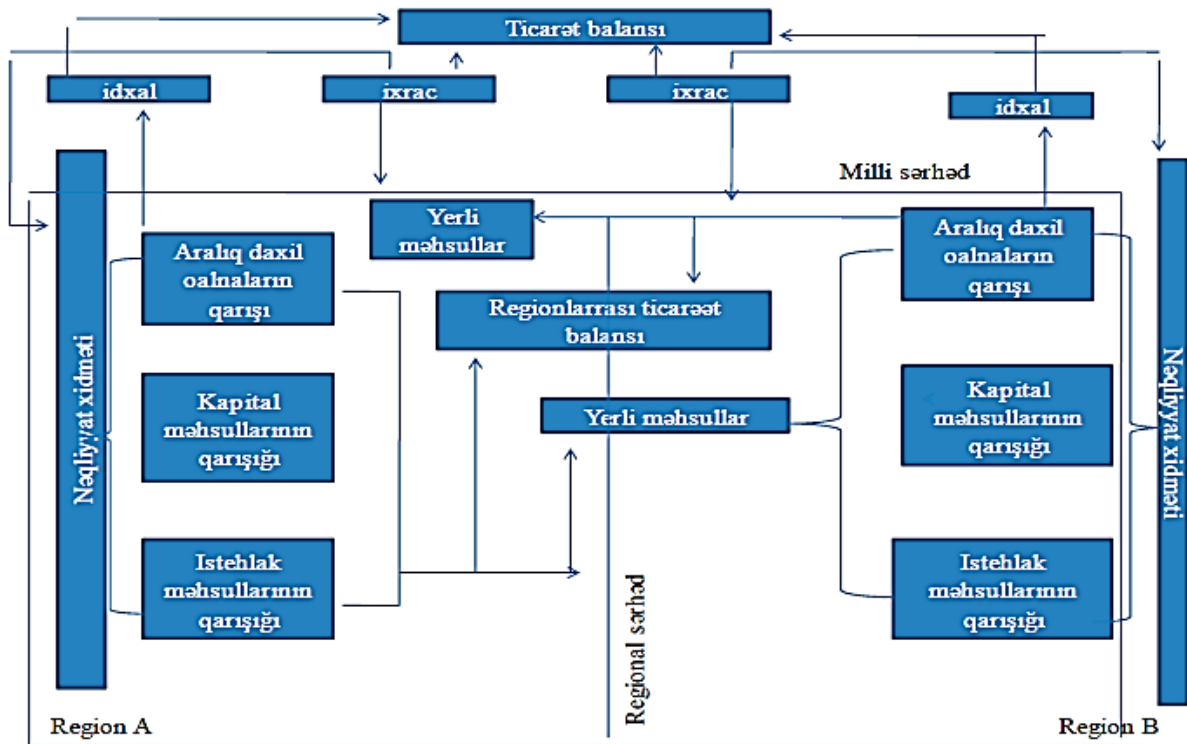 Ticarət balansı
idxal
ixrac
ixrac
idxal
Milli sərhəd
Nəqliyyat xidməti
Aralıq daxil
oalnaların
qarışı
Kapital
məhsullarının
qarışığı
Istehlak
məhsullarının
qarışığı
Yerli
məhsullar
Regionlarrası ticarəət
balansı
Yerli məhsullar
Regional sərhəd
Aralıq daxil
oalnaların
qarışı
Kapital
məhsullarının
qarışığı
Istehlak
məhsullarının
qarışığı
Nəqliyyat xidməti
Region A
Region B